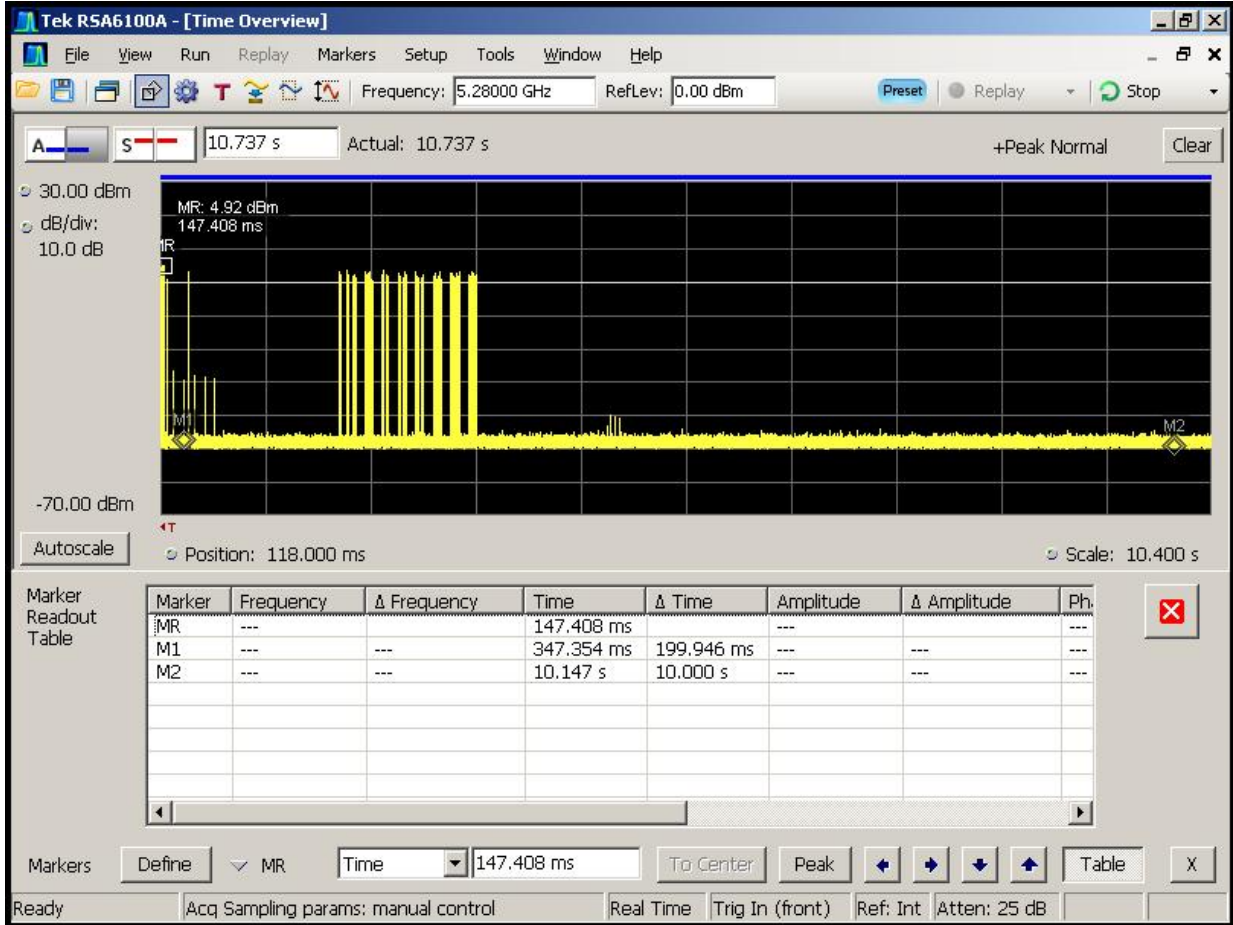 Tek RSA6100A - [Time Overview]
File View Run Replay Markers Setup Tools Window Help
T Frequency: 5.28000 GHz RefLev: 0.00 dBm Preset Replay Stop
A S 10.737 s Actual: 10.737 s +Peak Normal Clear
30.00 dBm
dB/div:
10.0 dB
MR: 4.92 dBm
147.408 ms
MR
M1
M2
-70.00 dBm
T
Autoscale Position: 118.000 ms Scale: 10.400 s
Marker
Readout
Table
Marker Frequency Δ Frequency Time Δ Time Amplitude Δ Amplitude Ph
MR --- 147.408 ms --- ---
M1 --- --- 347.354 ms 199.946 ms --- --- ---
M2 --- --- 10.147 s 10.000 s --- --- ---
Markers Define MR Time 147.408 ms To Center Peak Table X
Ready Acq Sampling params: manual control Real Time Trig In (front) Ref: Int Atten: 25 dB